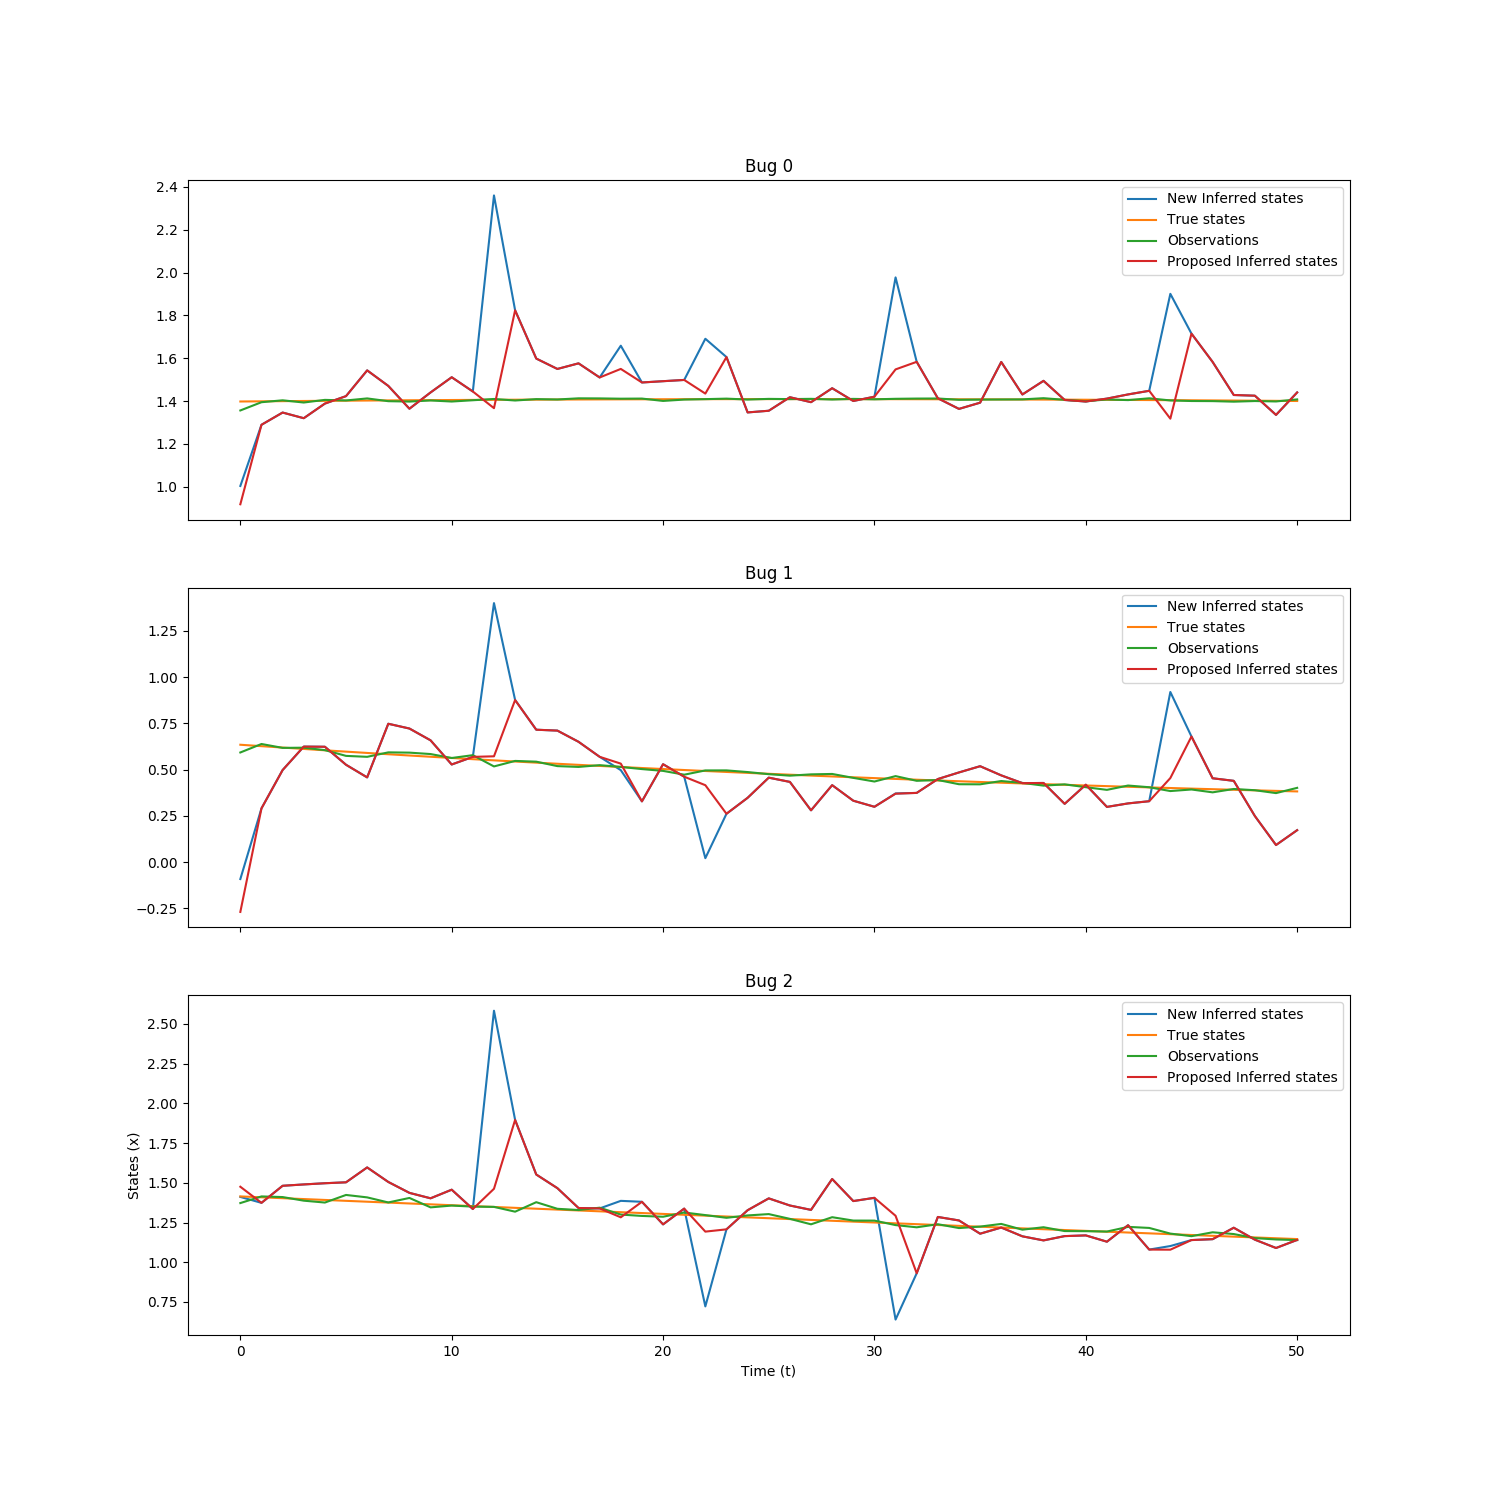 Bug 0
2.4
2.2
2.0
1.8
1.6
1.4
1.2
1.0
New Inferred states
True states
Observations
Proposed Inferred states
Bug 1
1.25
1.00
0.75
0.50
0.25
0.00
−0.25
New Inferred states
True states
Observations
Proposed Inferred states
Bug 2
States (x)
2.50
2.25
2.00
1.75
1.50
1.25
1.00
0.75
New Inferred states
True states
Observations
Proposed Inferred states
0 10 20 30 40 50
Time (t)